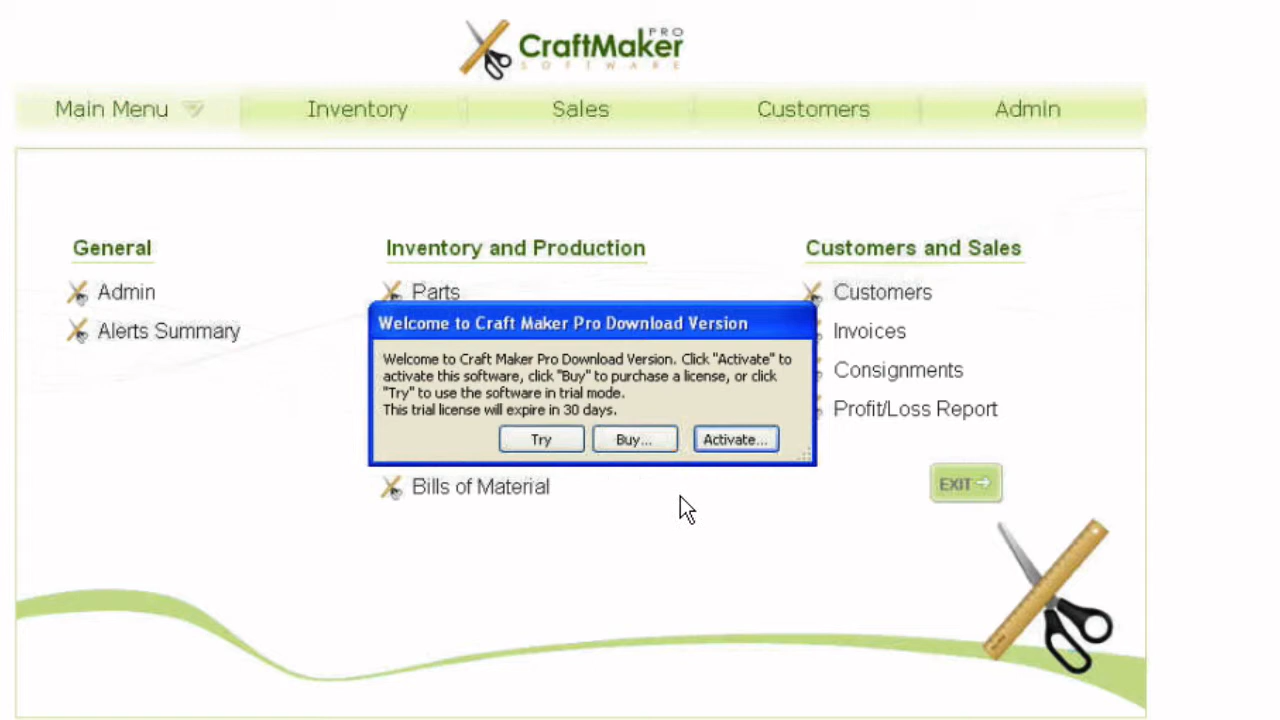 PRO
CraftMaker
SOFTWARE
Main Menu
Inventory
Sales
Customers
Admin
General
Inventory and Production
Customers and Sales
Admin
Parts
Customers
Alerts Summary
Invoices
Consignments
Profit/Loss Report
Welcome to Craft Maker Pro Download Version
Welcome to Craft Maker Pro Download Version. Click "Activate" to
activate this software, click "Buy" to purchase a license, or click
"Try" to use the software in trial mode.
This trial license will expire in 30 days.
Try
Buy...
Activate...
Bills of Material
EXIT